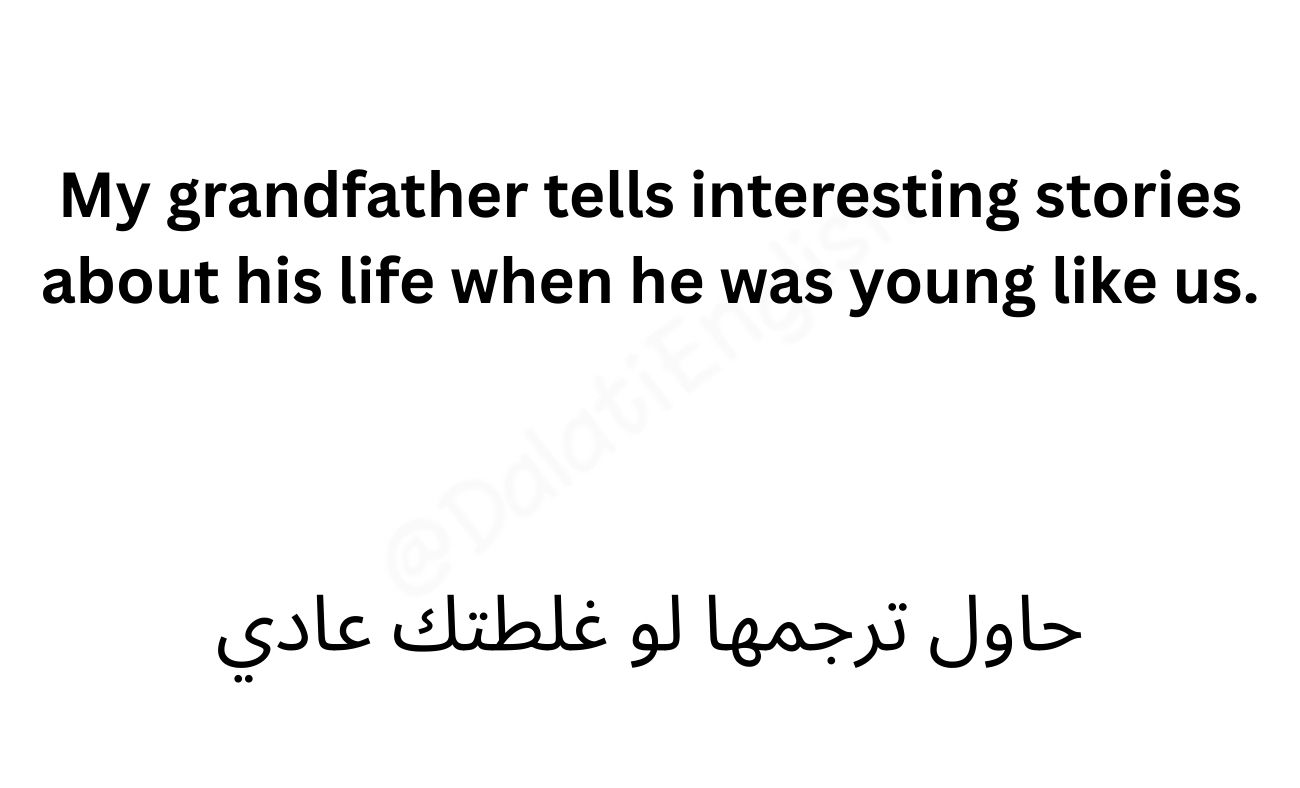 My grandfather tells interesting stories
about his life when he was young like us.
@DalatiEnglish
حاول ترجمها لو غلطتك عادي